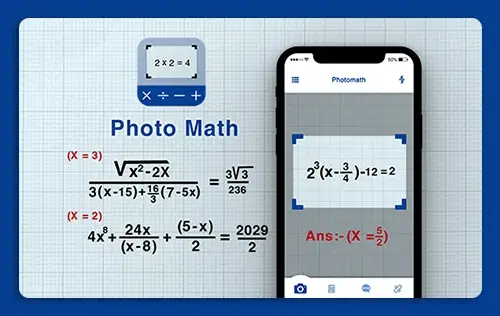 2 x 2 = 4
× ÷ − +
Photo Math
(X = 3)
√(x²-2X) / (3(x-15)+16/3(7-5x)) = 3√3/236
(X = 2)
4x⁸+24x/(x-8)+(5-x)/2=2029/2
50%
Photomath
2³(x-3/4)-12=2
Ans:-(X=5/2)